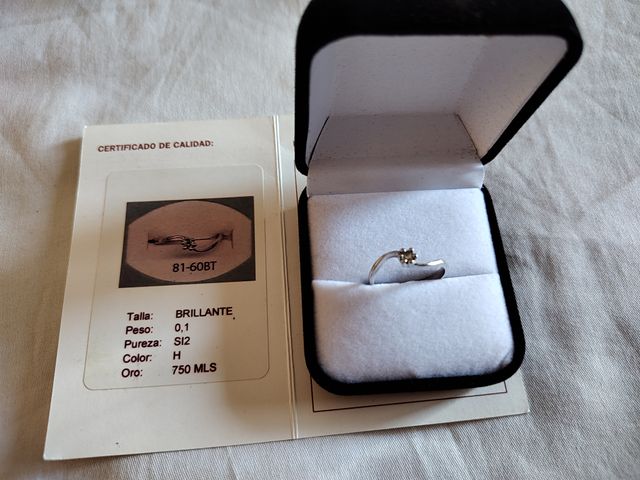 CERTIFICADO DE CALIDAD:
81-60BT
Talla: BRILLANTE
Peso: 0,1
Pureza: SI2
Color: H
Oro: 750 MLS